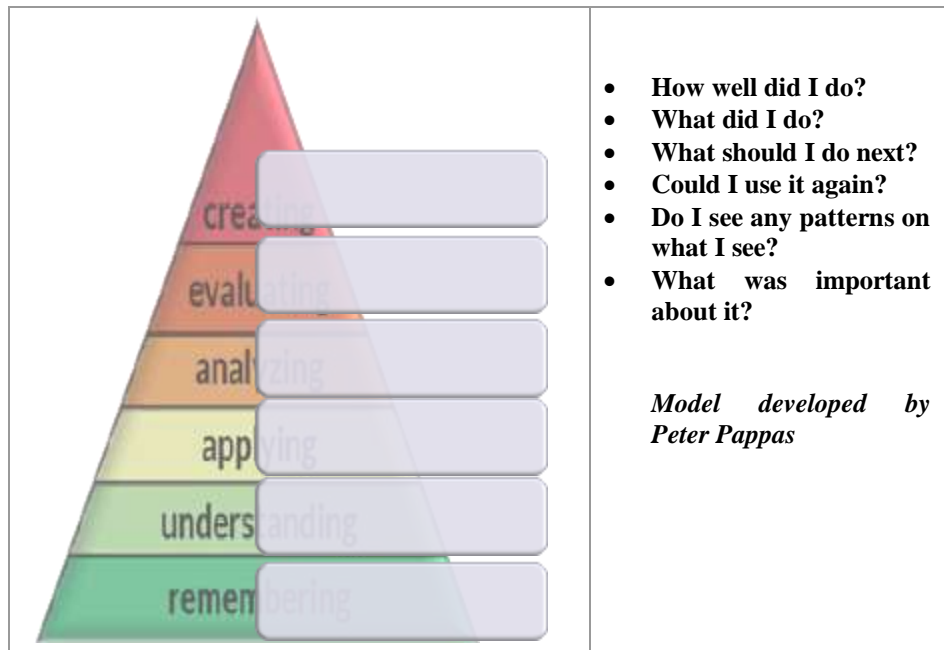 creating
evaluating
analyzing
applying
understanding
remembering
• How well did I do?
• What did I do?
• What should I do next?
• Could I use it again?
• Do I see any patterns on
what I see?
• What was important
about it?
Model developed by
Peter Pappas